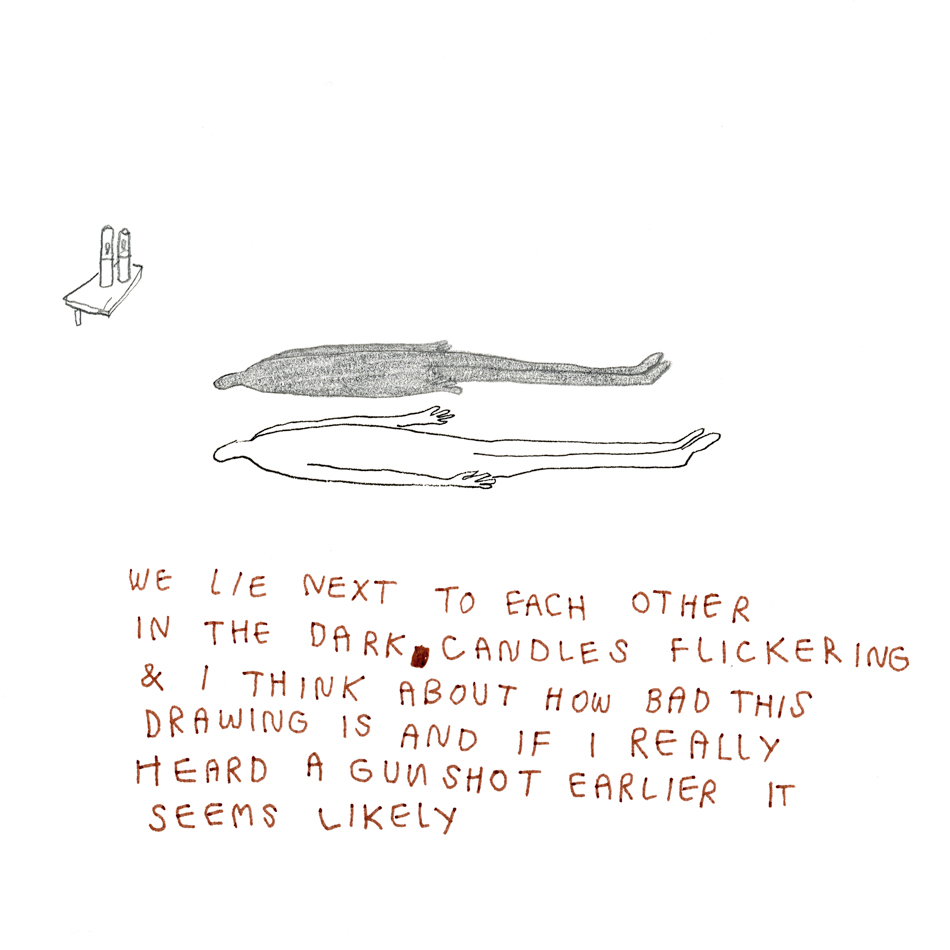 WE LIE NEXT TO EACH OTHER
IN THE DARK. CANDLES FLICKERING
& I THINK ABOUT HOW BAD THIS
DRAWING IS AND IF I REALLY
HEARD A GUNSHOT EARLIER IT
SEEMS LIKELY